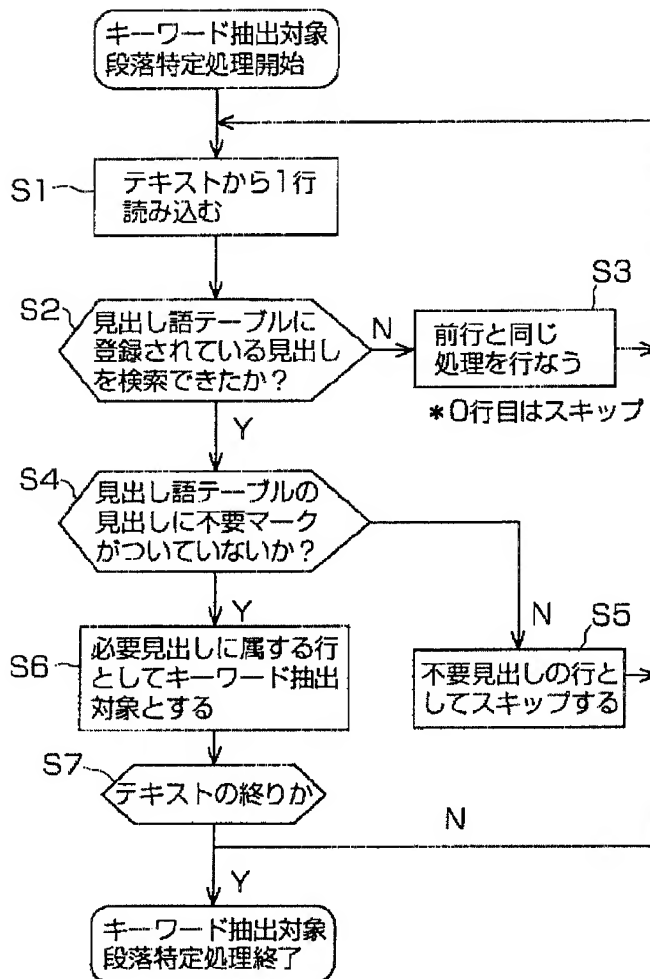 キーワード抽出対象
段落特定処理開始
S1
テキストから1行
読み込む
S2
見出し語テーブルに
登録されている見出し
を検索できたか？
N
S3
前行と同じ
処理を行なう
＊0行目はスキップ
Y
S4
見出し語テーブルの
見出しに不要マーク
がついていないか？
Y
N
S5
不要見出しの行と
してスキップする
S6
必要見出しに属する行
としてキーワード抽出
対象とする
S7
テキストの終りか
N
Y
キーワード抽出対象
段落特定処理終了